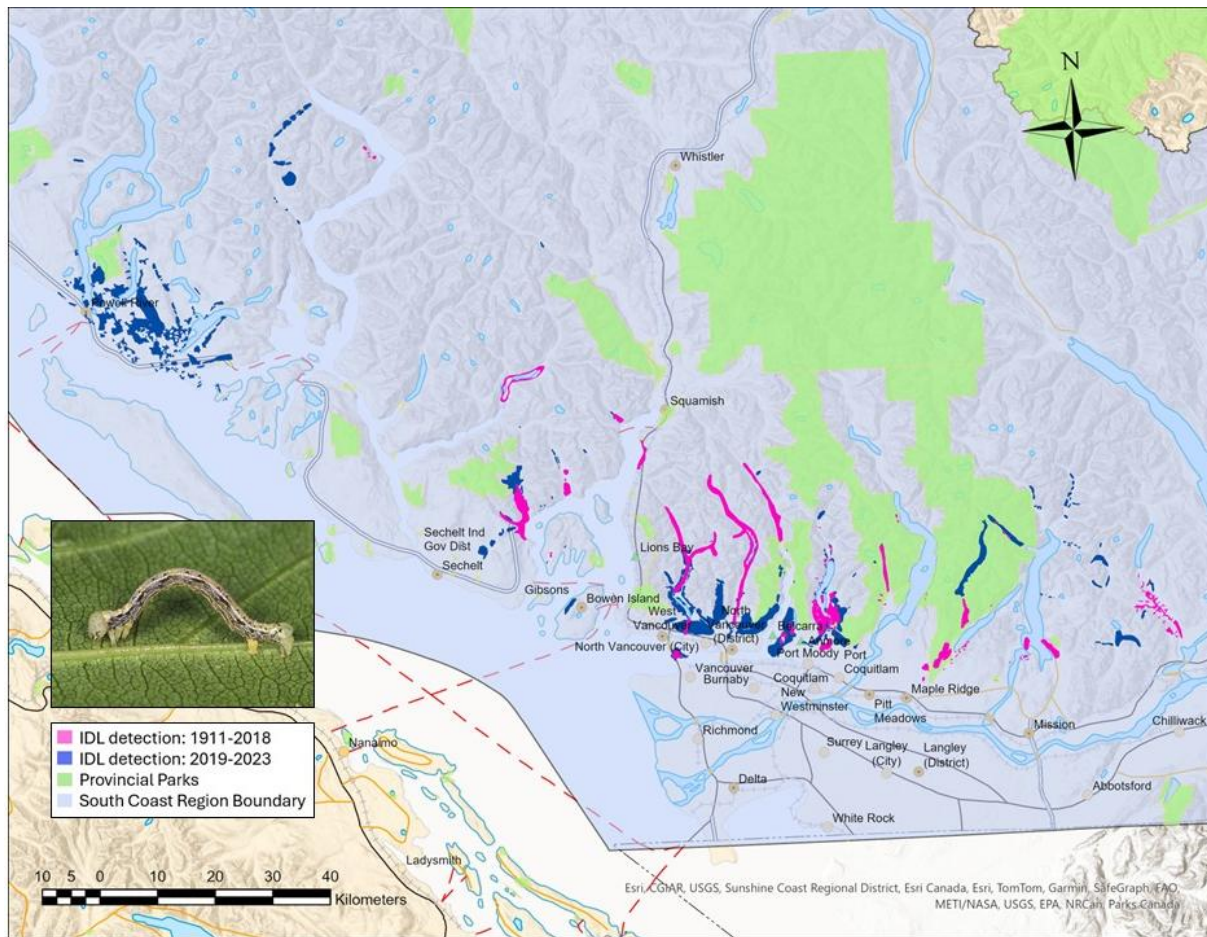 N
Whistler
Powell River
Squamish
Lions Bay
Sechelt Ind
Gov Dist
Sechelt
Gibsons
Bowen Island
West
Vancouver
North
Vancouver
(District)
North Vancouver (City)
Belcarra
Anmore
Port Moody
Port
Coquitlam
Vancouver
Burnaby
Coquitlam
New
Westminster
Maple Ridge
Pitt
Meadows
Mission
Chilliwack
Richmond
Surrey
Langley
(City)
Langley
(District)
Delta
Abbotsford
White Rock
Nanaimo
Ladysmith
IDL detection: 1911-2018
IDL detection: 2019-2023
Provincial Parks
South Coast Region Boundary
10 5 0 10 20 30 40
Kilometers
Esri, CGIAR, USGS, Sunshine Coast Regional District, Esri Canada, Esri, TomTom, Garmin, SafeGraph, FAO,
METI/NASA, USGS, EPA, NRCan, Parks Canada